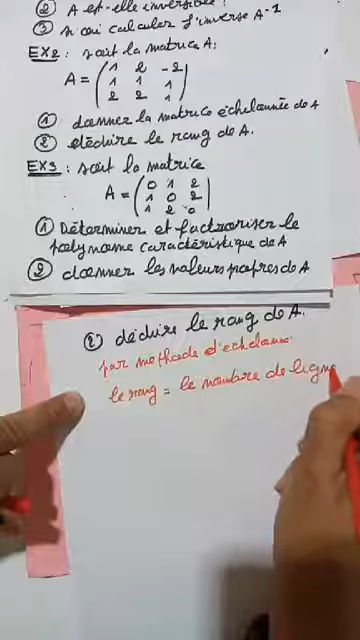 ② A est-elle inversible?
③ si oui calculer l'inverse A-1
EX2: soit la matrice A:
A = ( 1 2 -2
1 1 1
2 2 1 )
① donner la matrice échelonnée de A
② déduire le rang de A.
EX3: soit la matrice
A = ( 0 1 2
1 0 2
1 2 0 )
① Déterminer et factoriser le
polynome caractéristique de A
② donner les valeurs propres de A
② déduire le rang de A.
par methode d'echelonne.
le rang = le nombre de ligne